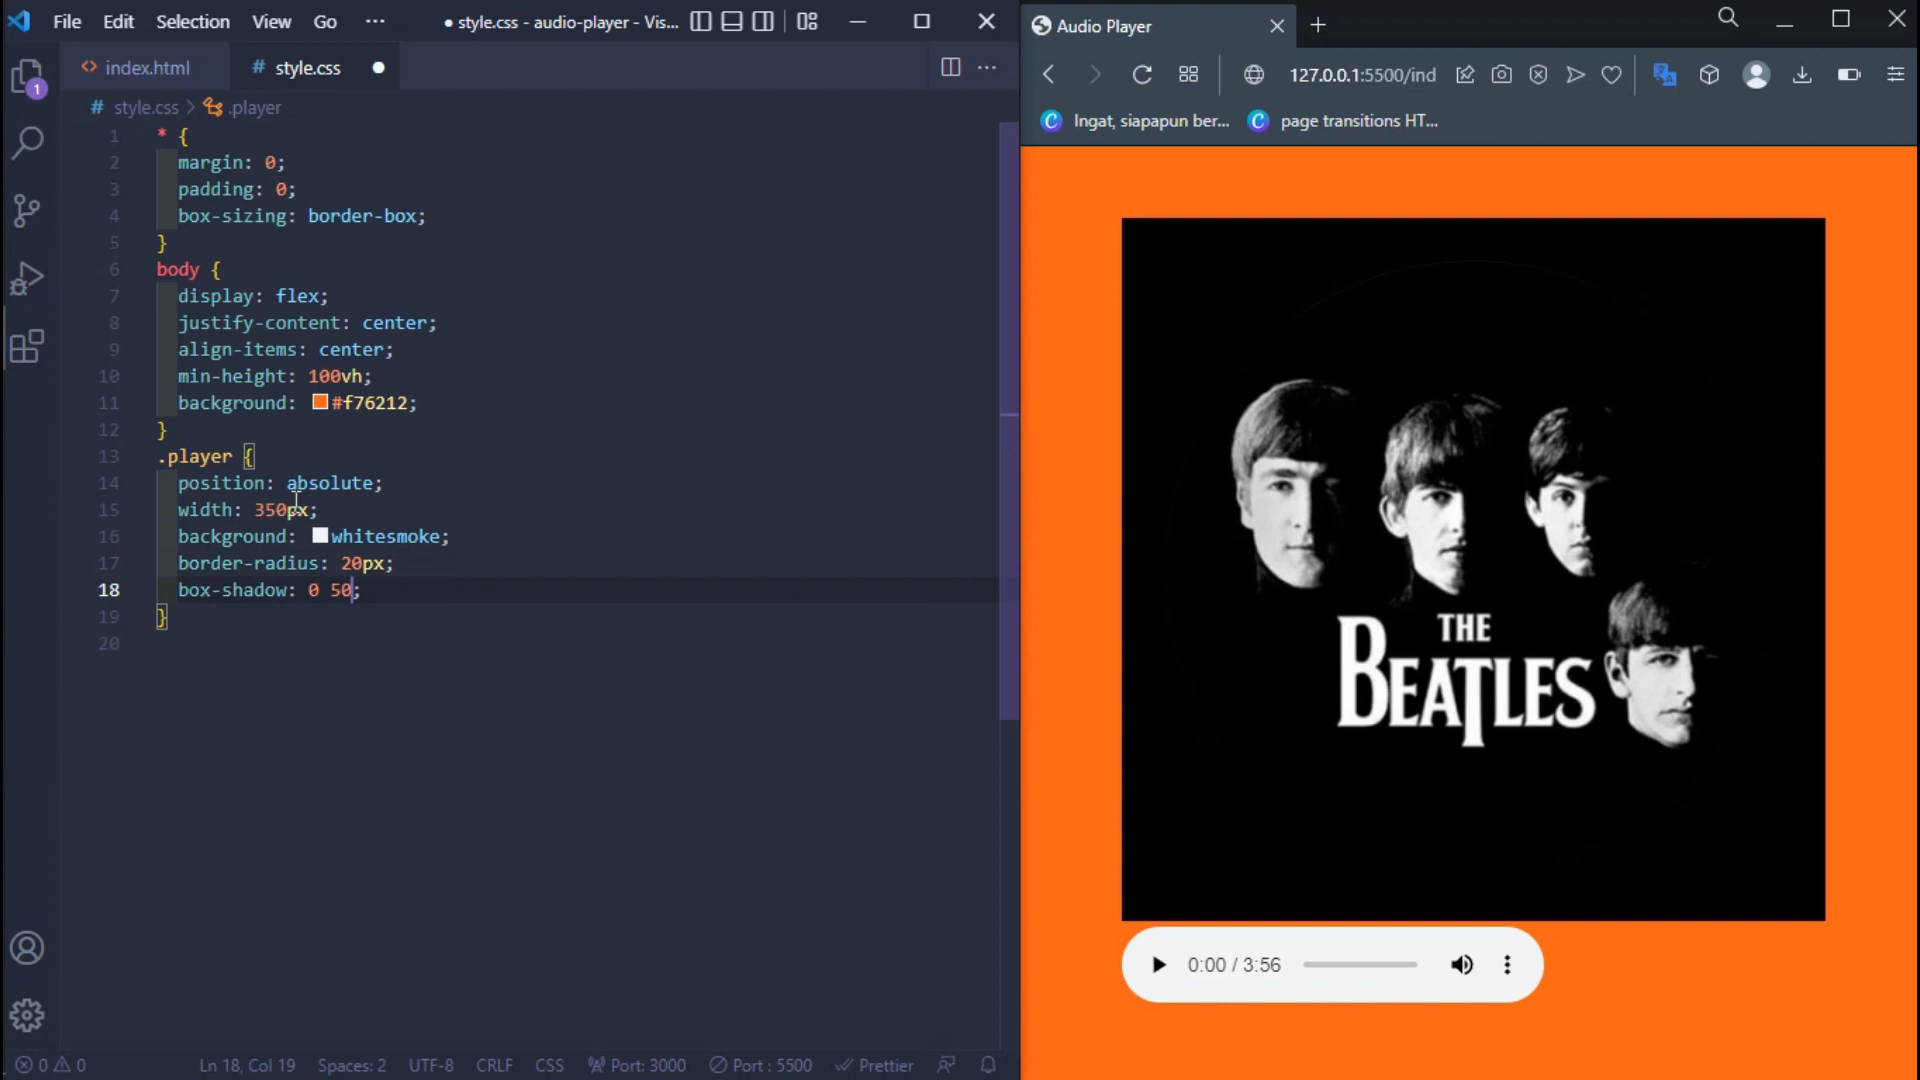 File Edit Selection View Go ··· ● style.css - audio-player - Vis...
index.html # style.css ●
# style.css > .player
1 * {
2 margin: 0;
3 padding: 0;
4 box-sizing: border-box;
5 }
6 body {
7 display: flex;
8 justify-content: center;
9 align-items: center;
10 min-height: 100vh;
11 background: #f76212;
12 }
13 .player {
14 position: absolute;
15 width: 350px;
16 background: whitesmoke;
17 border-radius: 20px;
18 box-shadow: 0 50;
19 }
20
1
0 0 Ln 18, Col 19 Spaces: 2 UTF-8 CRLF CSS Port: 3000 Port : 5500 Prettier
Audio Player
127.0.0.1:5500/ind
Ingat, siapapun ber... page transitions HT...
THE
BEATLES
0:00 / 3:56